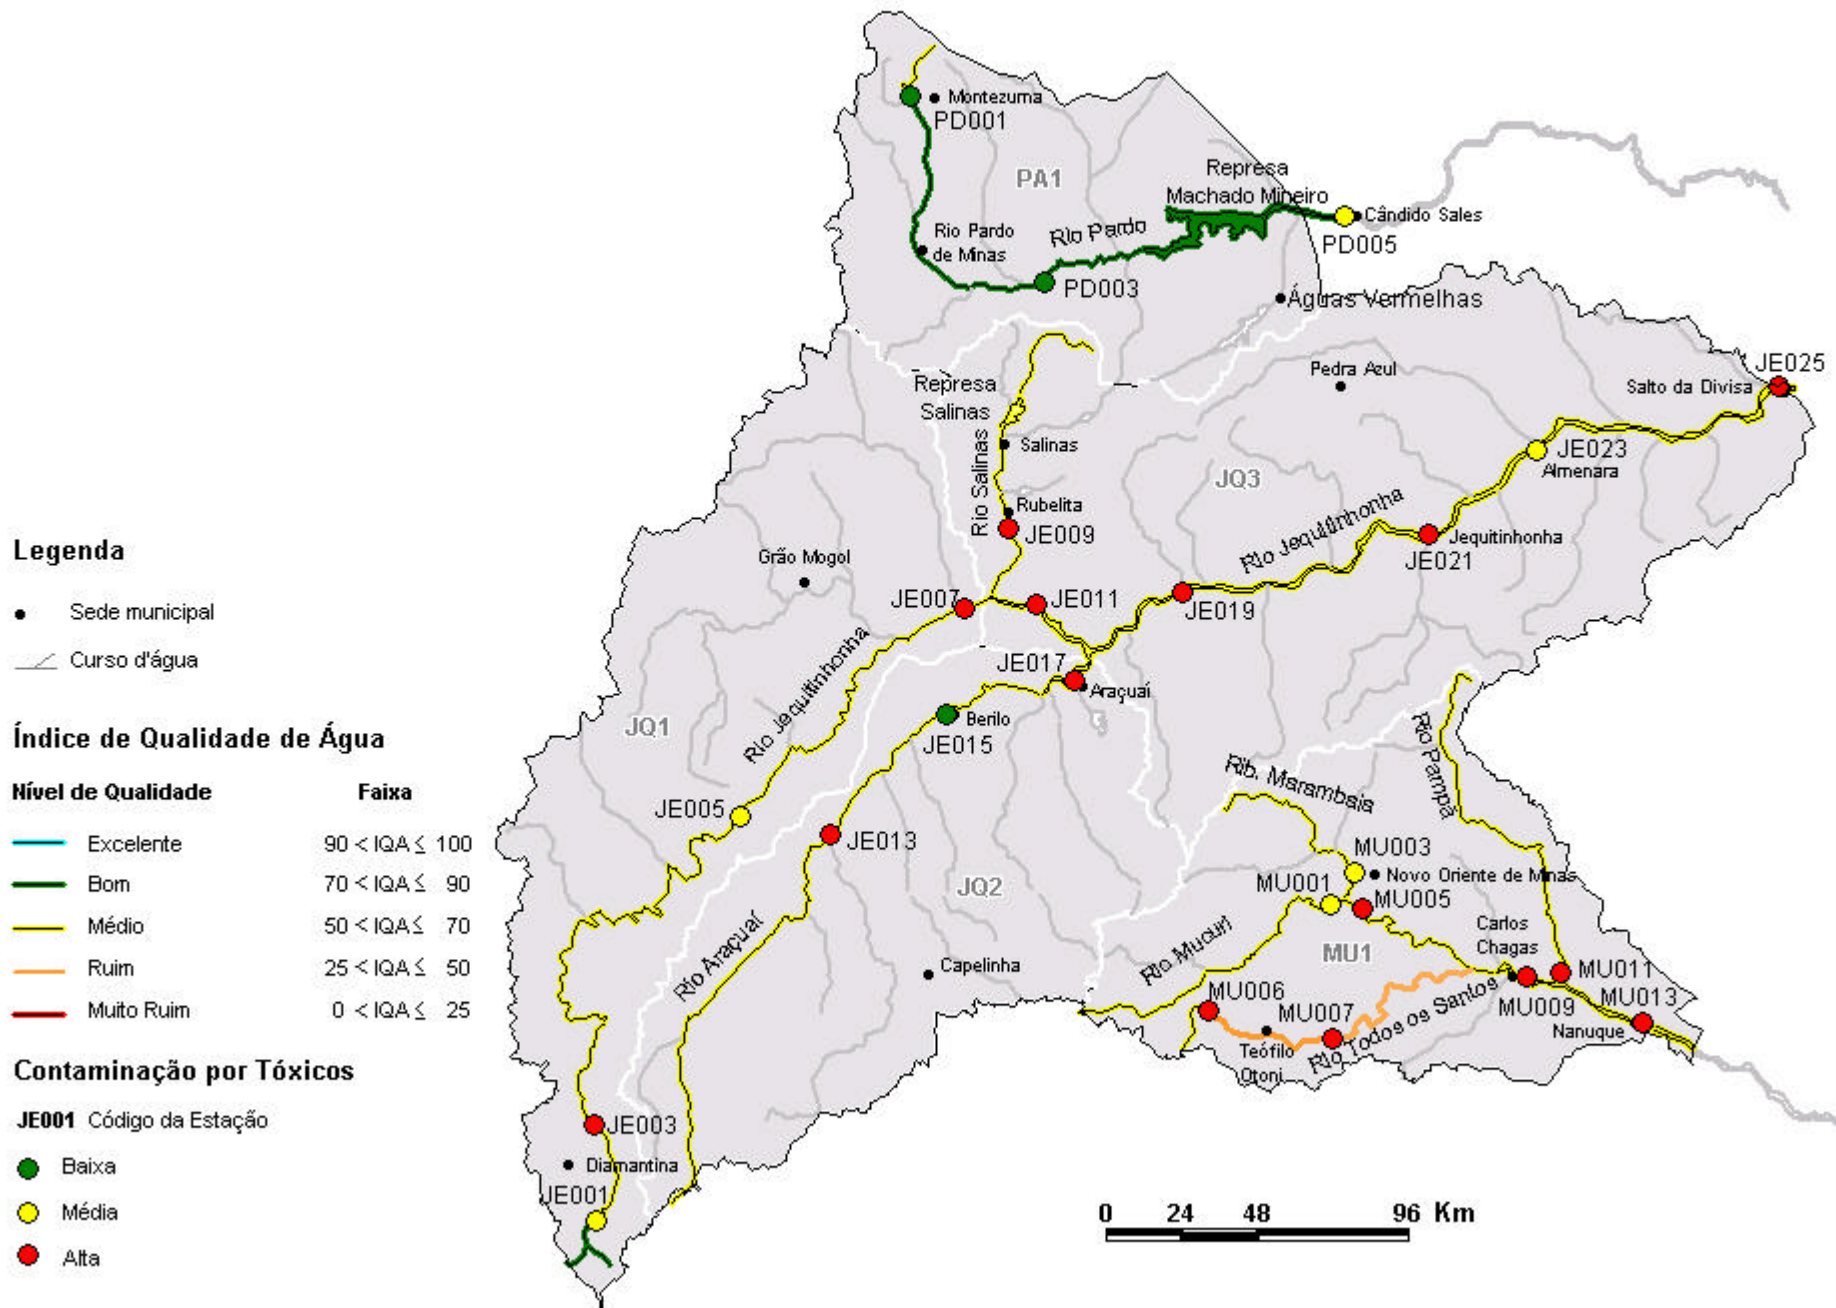 Montezuma
PD001
PA1
Represa
Machado Mineiro
Cândido Sales
PD005
Rio Pardo
de Minas
Rio Pardo
PD003
Águas Vermelhas
JE025
Pedra Azul
Salto da Divisa
Represa
Salinas
Salinas
Rio Salinas
JE023
Almenara
JQ3
Rubelita
JE009
Rio Jequitinhonha
Jequitinhonha
JE021
Grão Mogol
JE007
JE011
JE019
JE017
Araçuaí
Rio Jequitinhonha
JQ1
Berilo
JE015
Rio Pampã
Rib. Marambaia
JE005
JE013
MU003
Novo Oriente de Minas
MU001
MU005
JQ2
Carlos
Chagas
Rio Araçuaí
Rio Mucuri
MU1
Capelinha
MU011
MU006
MU009
MU013
MU007
Nanuque
Teófilo
Otoni
Rio Todos os Santos
JE003
Diamantina
JE001
0 24 48 96 Km
Legenda
Sede municipal
Curso d'água
Índice de Qualidade de Água
Nível de Qualidade Faixa
Excelente 90 < IQA ≤ 100
Bom 70 < IQA ≤ 90
Médio 50 < IQA ≤ 70
Ruim 25 < IQA ≤ 50
Muito Ruim 0 < IQA ≤ 25
Contaminação por Tóxicos
JE001 Código da Estação
Baixa
Média
Alta